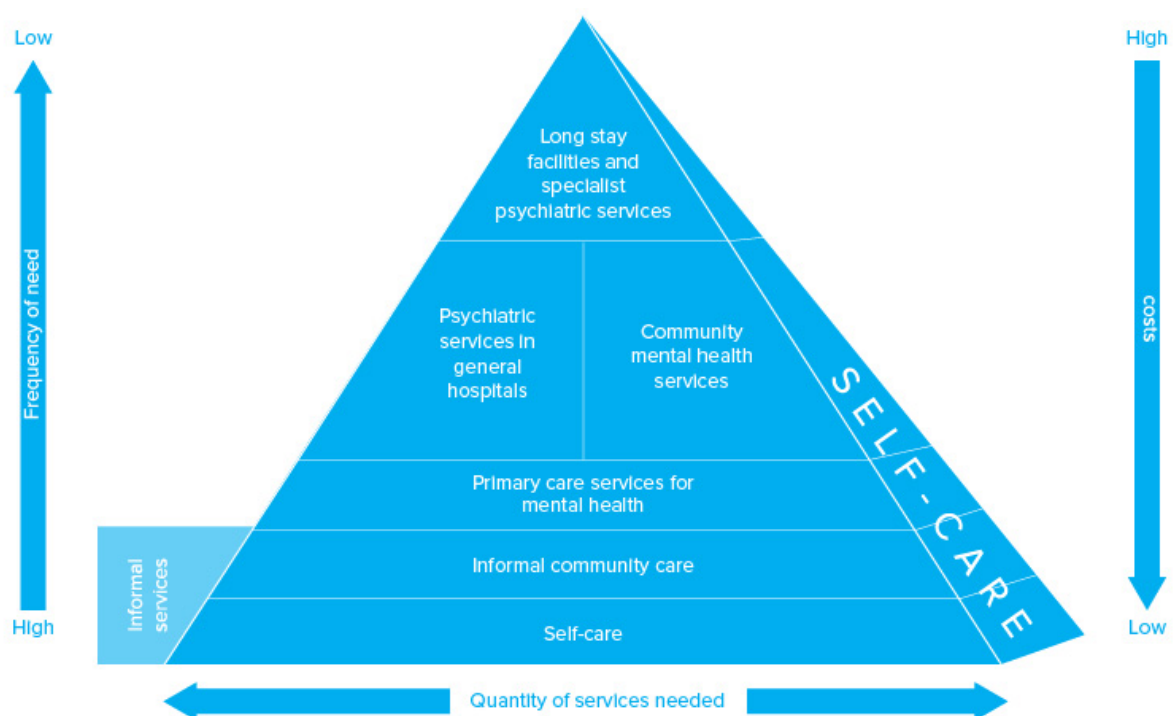 Low
High
Long stay
facilities and
specialist
psychiatric services
Frequency of need
costs
Psychiatric
services in
general
hospitals
Community
mental health
services
SELF-CARE
Primary care services for
mental health
Informal
services
Informal community care
Self-care
High
Low
Quantity of services needed